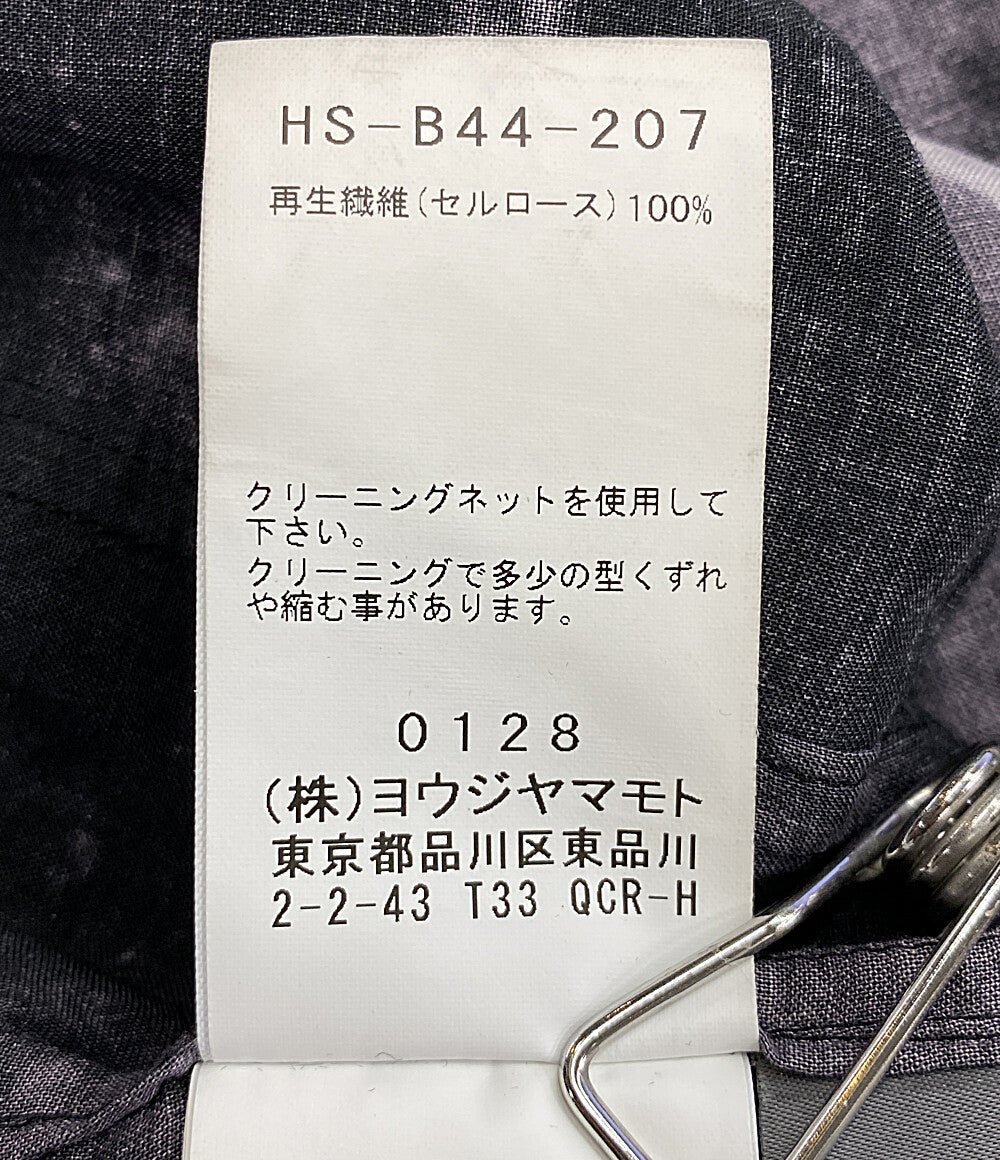 HS-B44-207
再生繊維(セルロース)100%
クリーニングネットを使用して
下さい。
クリーニングで多少の型くずれ
や縮む事があります。
0128
(株)ヨウジヤマモト
東京都品川区東品川
2-2-43 T33 QCR-H